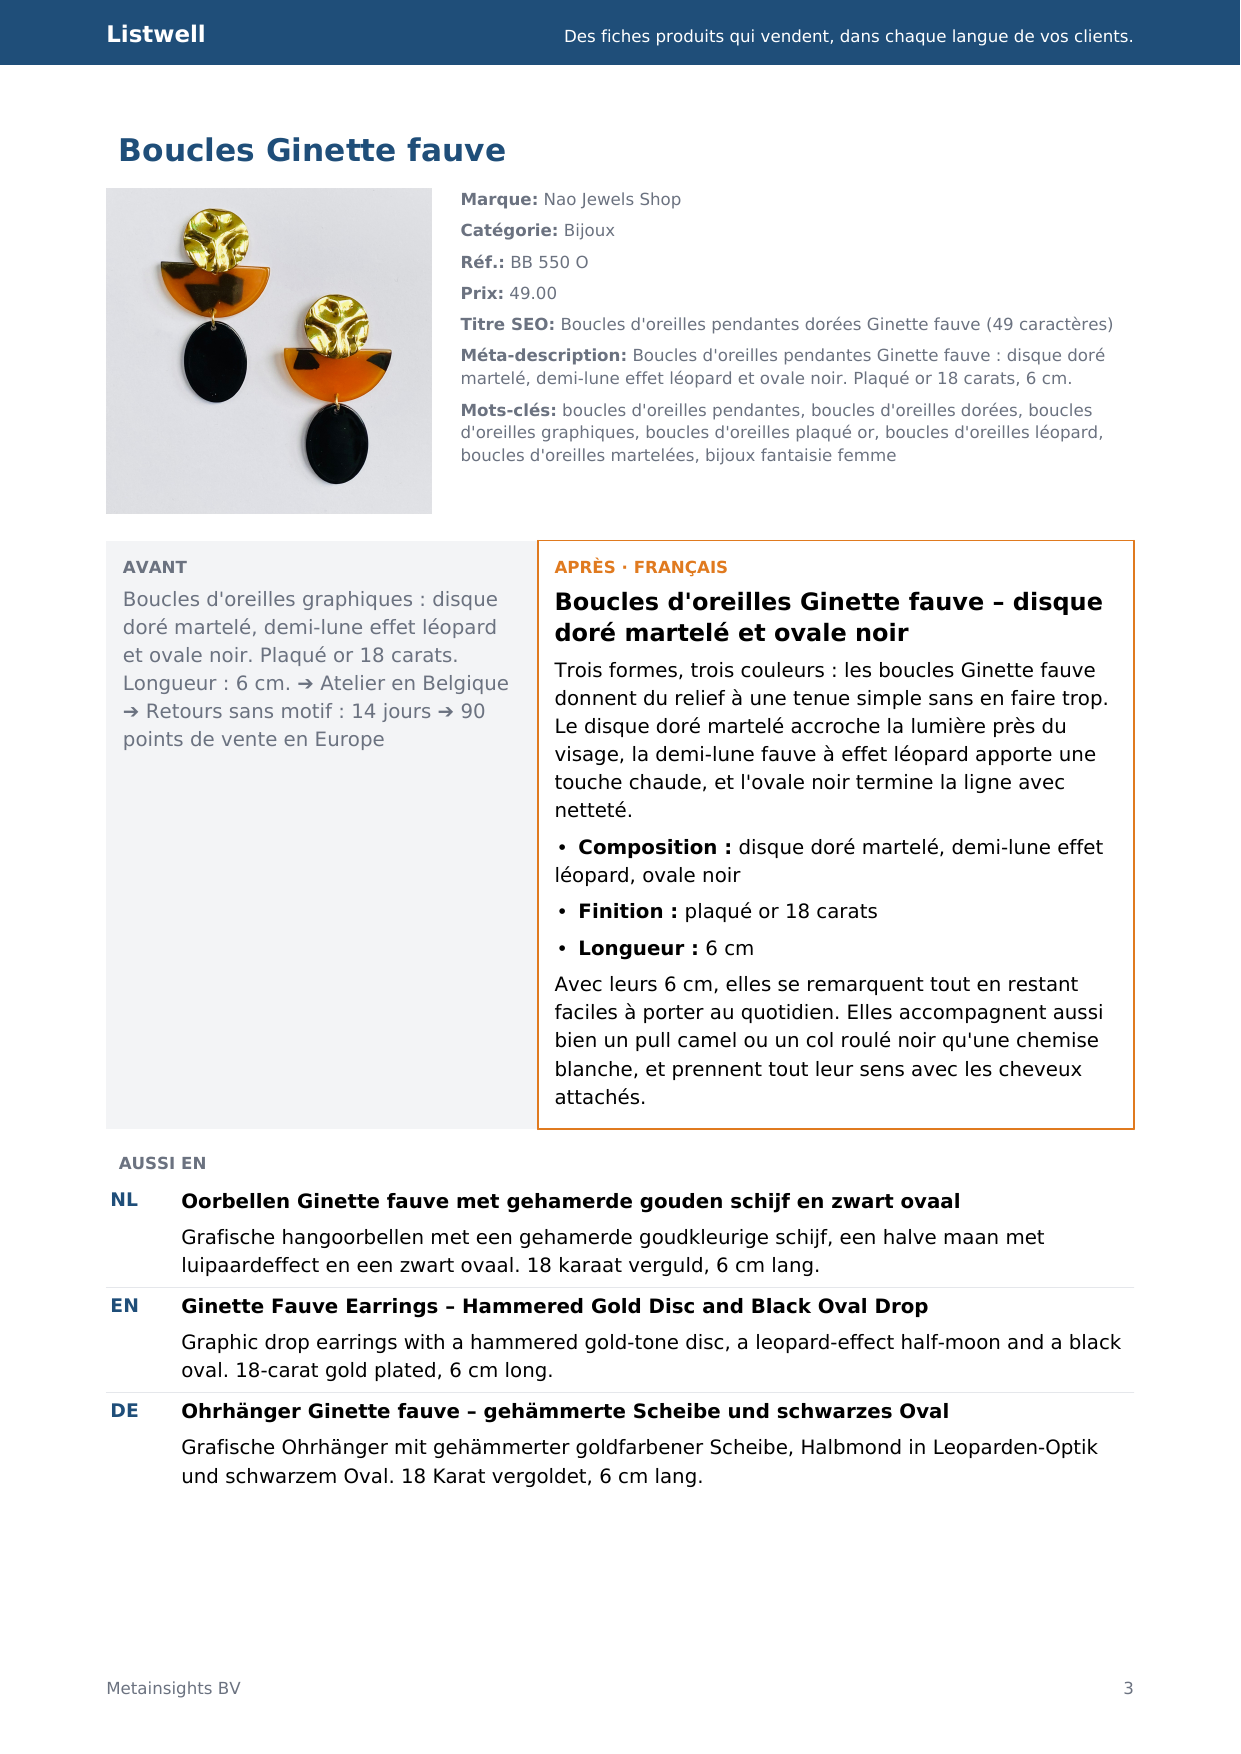 Listwell
Des fiches produits qui vendent, dans chaque langue de vos clients.
Boucles Ginette fauve
Marque: Nao Jewels Shop
Catégorie: Bijoux
Réf.: BB 550 O
Prix: 49.00
Titre SEO: Boucles d'oreilles pendantes dorées Ginette fauve (49 caractères)
Méta-description: Boucles d'oreilles pendantes Ginette fauve : disque doré
martelé, demi-lune effet léopard et ovale noir. Plaqué or 18 carats, 6 cm.
Mots-clés: boucles d'oreilles pendantes, boucles d'oreilles dorées, boucles
d'oreilles graphiques, boucles d'oreilles plaqué or, boucles d'oreilles léopard,
boucles d'oreilles martelées, bijoux fantaisie femme
AVANT
Boucles d'oreilles graphiques : disque
doré martelé, demi-lune effet léopard
et ovale noir. Plaqué or 18 carats.
Longueur : 6 cm. ➔ Atelier en Belgique
➔ Retours sans motif : 14 jours ➔ 90
points de vente en Europe
APRÈS · FRANÇAIS
Boucles d'oreilles Ginette fauve – disque
doré martelé et ovale noir
Trois formes, trois couleurs : les boucles Ginette fauve
donnent du relief à une tenue simple sans en faire trop.
Le disque doré martelé accroche la lumière près du
visage, la demi-lune fauve à effet léopard apporte une
touche chaude, et l'ovale noir termine la ligne avec
netteté.
• Composition : disque doré martelé, demi-lune effet
léopard, ovale noir
• Finition : plaqué or 18 carats
• Longueur : 6 cm
Avec leurs 6 cm, elles se remarquent tout en restant
faciles à porter au quotidien. Elles accompagnent aussi
bien un pull camel ou un col roulé noir qu'une chemise
blanche, et prennent tout leur sens avec les cheveux
attachés.
AUSSI EN
NL
Oorbellen Ginette fauve met gehamerde gouden schijf en zwart ovaal
Grafische hangoorbellen met een gehamerde goudkleurige schijf, een halve maan met
luipaardeffect en een zwart ovaal. 18 karaat verguld, 6 cm lang.
EN
Ginette Fauve Earrings – Hammered Gold Disc and Black Oval Drop
Graphic drop earrings with a hammered gold-tone disc, a leopard-effect half-moon and a black
oval. 18-carat gold plated, 6 cm long.
DE
Ohrhänger Ginette fauve – gehämmerte Scheibe und schwarzes Oval
Grafische Ohrhänger mit gehämmerter goldfarbener Scheibe, Halbmond in Leoparden-Optik
und schwarzem Oval. 18 Karat vergoldet, 6 cm lang.
Metainsights BV
3